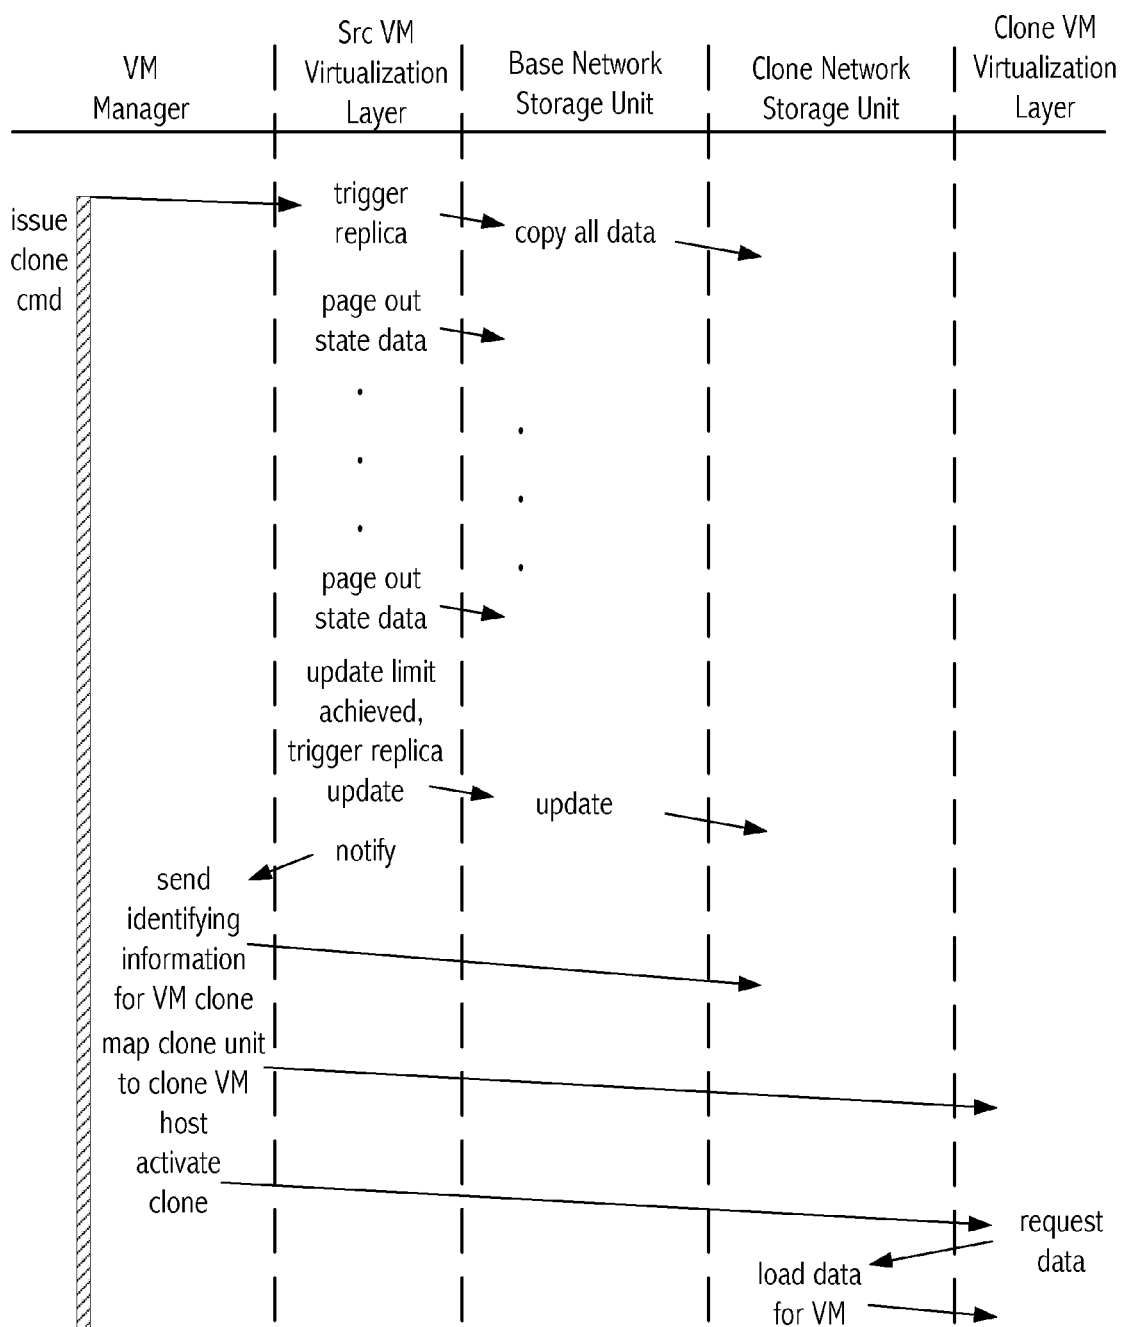 VM
Manager
Src VM
Virtualization
Layer
Base Network
Storage Unit
Clone Network
Storage Unit
Clone VM
Virtualization
Layer
issue
clone
cmd
trigger
replica
copy all data
page out
state data
page out
state data
update limit
achieved,
trigger replica
update
update
notify
send
identifying
information
for VM clone
map clone unit
to clone VM
host
activate
clone
request
data
load data
for VM